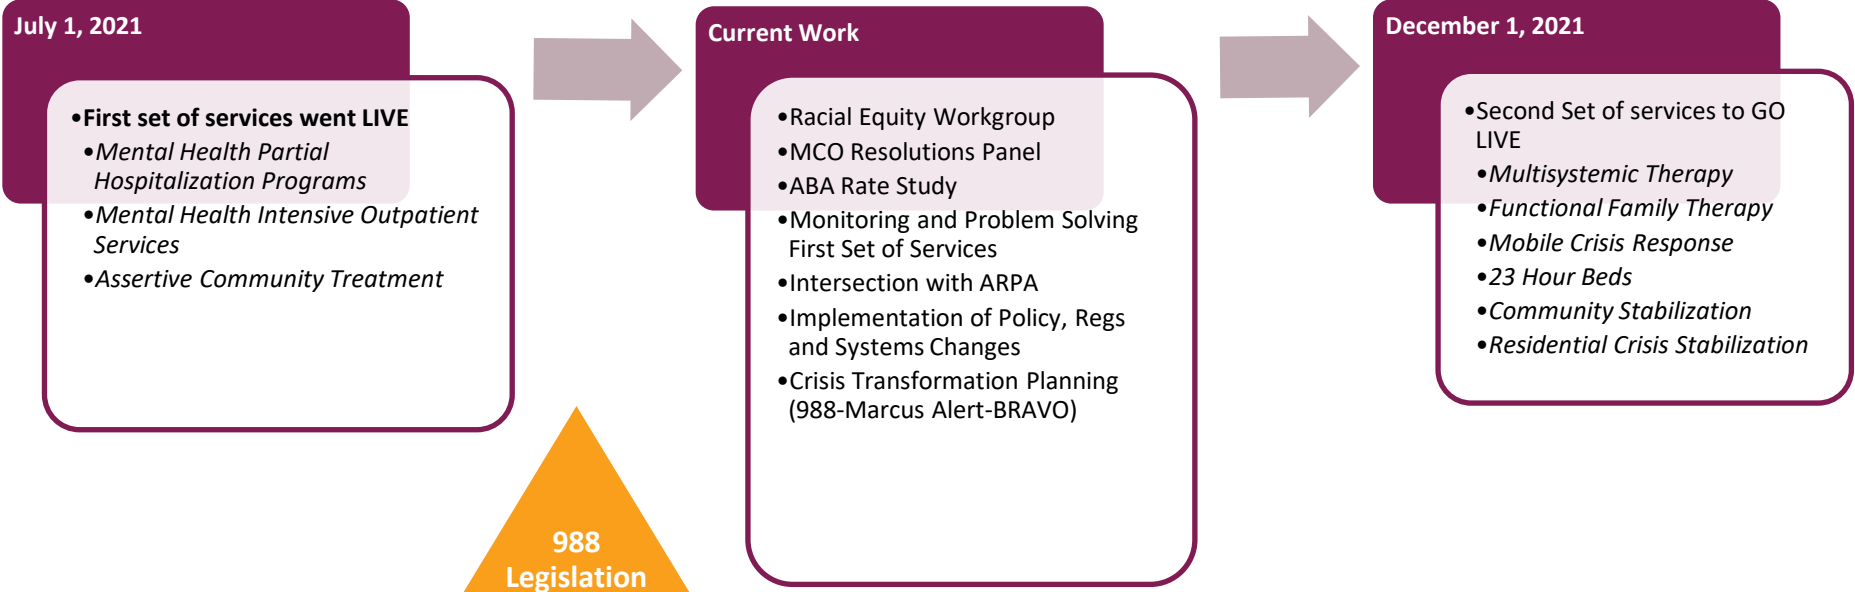 July 1, 2021
•First set of services went LIVE
•Mental Health Partial
Hospitalization Programs
•Mental Health Intensive Outpatient
Services
•Assertive Community Treatment
Current Work
•Racial Equity Workgroup
•MCO Resolutions Panel
•ABA Rate Study
•Monitoring and Problem Solving
First Set of Services
•Intersection with ARPA
•Implementation of Policy, Regs
and Systems Changes
•Crisis Transformation Planning
(988-Marcus Alert-BRAVO)
988
Legislation
December 1, 2021
•Second Set of services to GO
LIVE
•Multisystemic Therapy
•Functional Family Therapy
•Mobile Crisis Response
•23 Hour Beds
•Community Stabilization
•Residential Crisis Stabilization